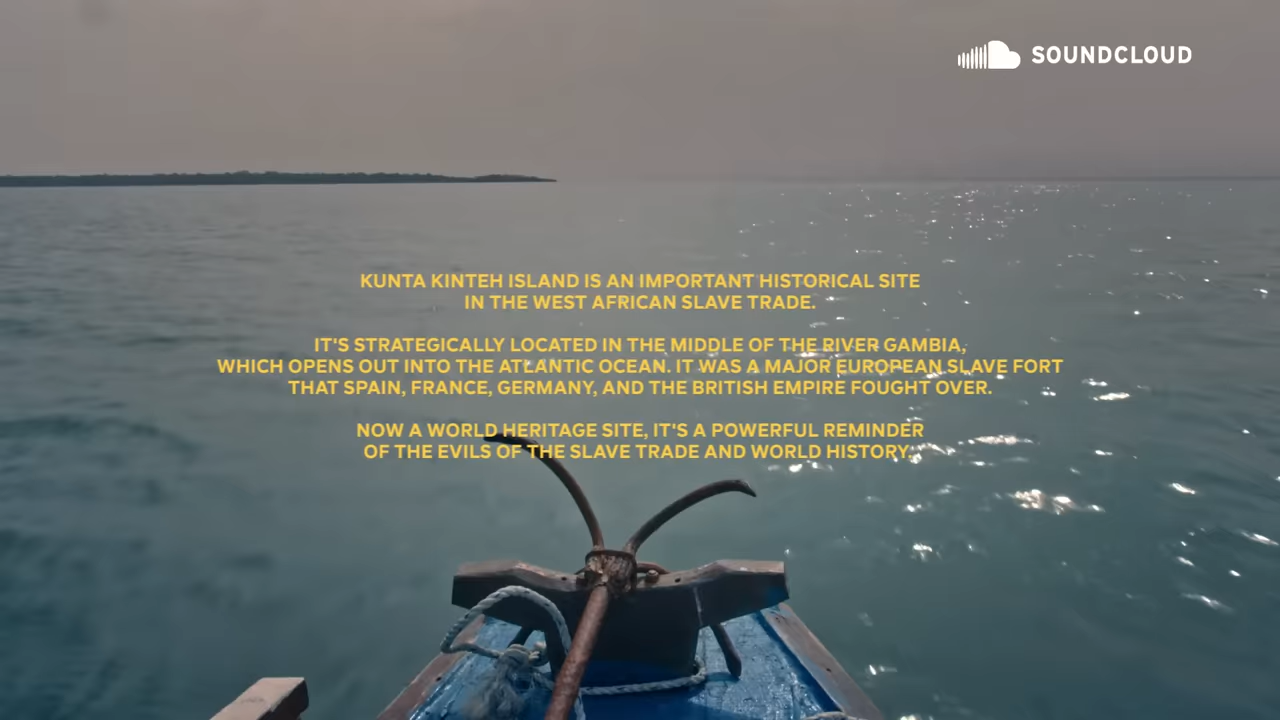 SOUNDCLOUD
KUNTA KINTEH ISLAND IS AN IMPORTANT HISTORICAL SITE
IN THE WEST AFRICAN SLAVE TRADE.
IT'S STRATEGICALLY LOCATED IN THE MIDDLE OF THE RIVER GAMBIA,
WHICH OPENS OUT INTO THE ATLANTIC OCEAN. IT WAS A MAJOR EUROPEAN SLAVE FORT
THAT SPAIN, FRANCE, GERMANY, AND THE BRITISH EMPIRE FOUGHT OVER.
NOW A WORLD HERITAGE SITE, IT'S A POWERFUL REMINDER
OF THE EVILS OF THE SLAVE TRADE AND WORLD HISTORY.